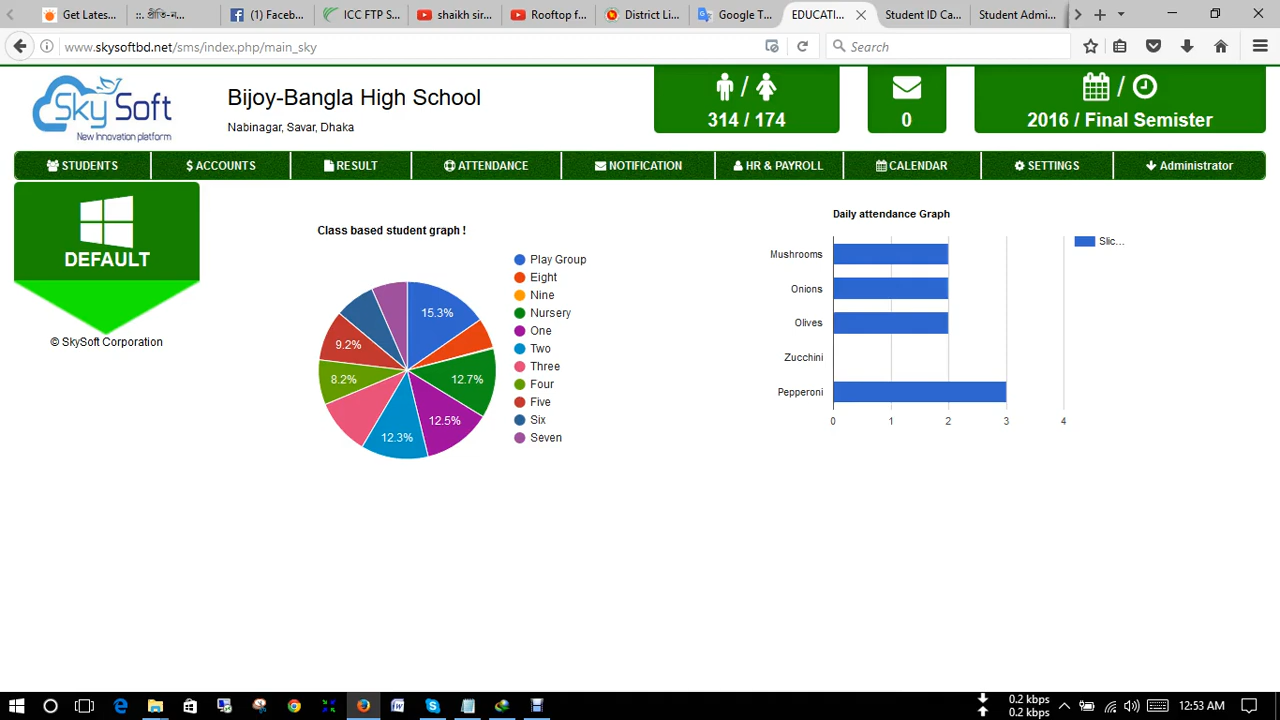 Get Lates...
::. প্রীতি-ন...
(1) Faceb...
ICC FTP S...
shaikh sir...
Rooftop f...
District Li...
Google T...
EDUCATI...
Student ID Ca...
Student Admi...
www.skysoftbd.net/sms/index.php/main_sky
Search
Sky Soft
New Innovation platform
Bijoy-Bangla High School
Nabinagar, Savar, Dhaka
/
314 / 174
0
/
2016 / Final Semister
STUDENTS
$ ACCOUNTS
RESULT
ATTENDANCE
NOTIFICATION
HR & PAYROLL
CALENDAR
SETTINGS
Administrator
DEFAULT
© SkySoft Corporation
Class based student graph !
15.3%
12.7%
12.5%
12.3%
8.2%
9.2%
Play Group
Eight
Nine
Nursery
One
Two
Three
Four
Five
Six
Seven
Daily attendance Graph
Slic...
Mushrooms
Onions
Olives
Zucchini
Pepperoni
0 1 2 3 4
0.2 kbps
0.2 kbps
12:53 AM